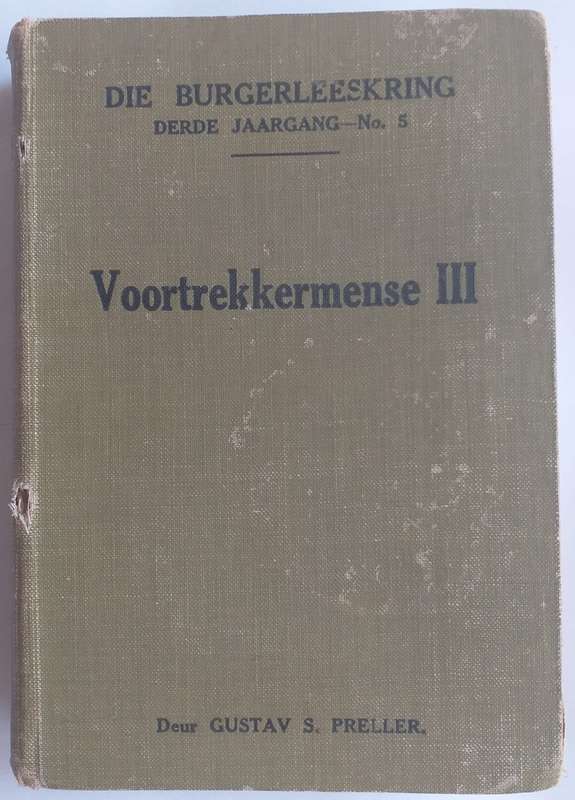 DIE BURGERLEESKRING
DERDE JAARGANG—No. 5
Voortrekkermense III
Deur GUSTAV S. PRELLER.